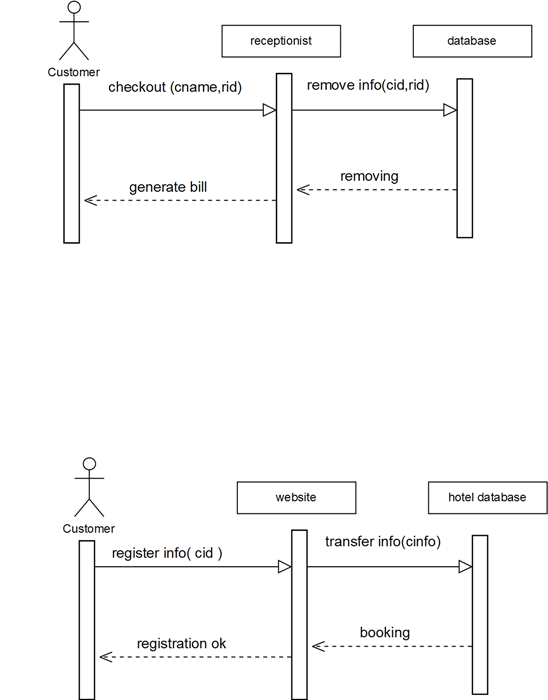 receptionist
database
Customer
checkout (cname,rid)
remove info(cid,rid)
removing
generate bill
website
hotel database
Customer
register info( cid )
transfer info(cinfo)
booking
registration ok